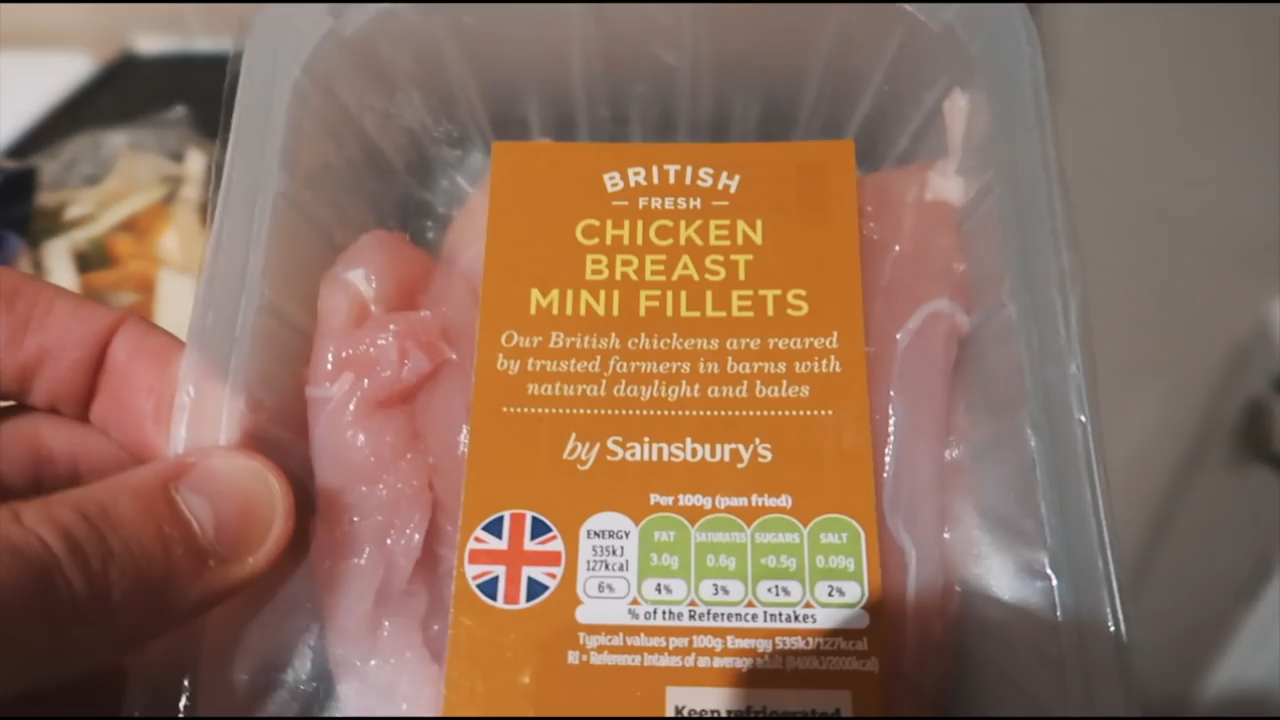 BRITISH
— FRESH —
CHICKEN
BREAST
MINI FILLETS
Our British chickens are reared
by trusted farmers in barns with
natural daylight and bales
by Sainsbury's
Per 100g (pan fried)
ENERGY FAT SATURATES SUGARS SALT
535kJ 3.0g 0.6g <0.5g 0.09g
127kcal
6% 4% 3% <1% 2%
% of the Reference Intakes
Typical values per 100g: Energy 535kJ/127kcal
RI = Reference Intakes of an average adult (8400kJ/2000kcal)
Keep refrigerated